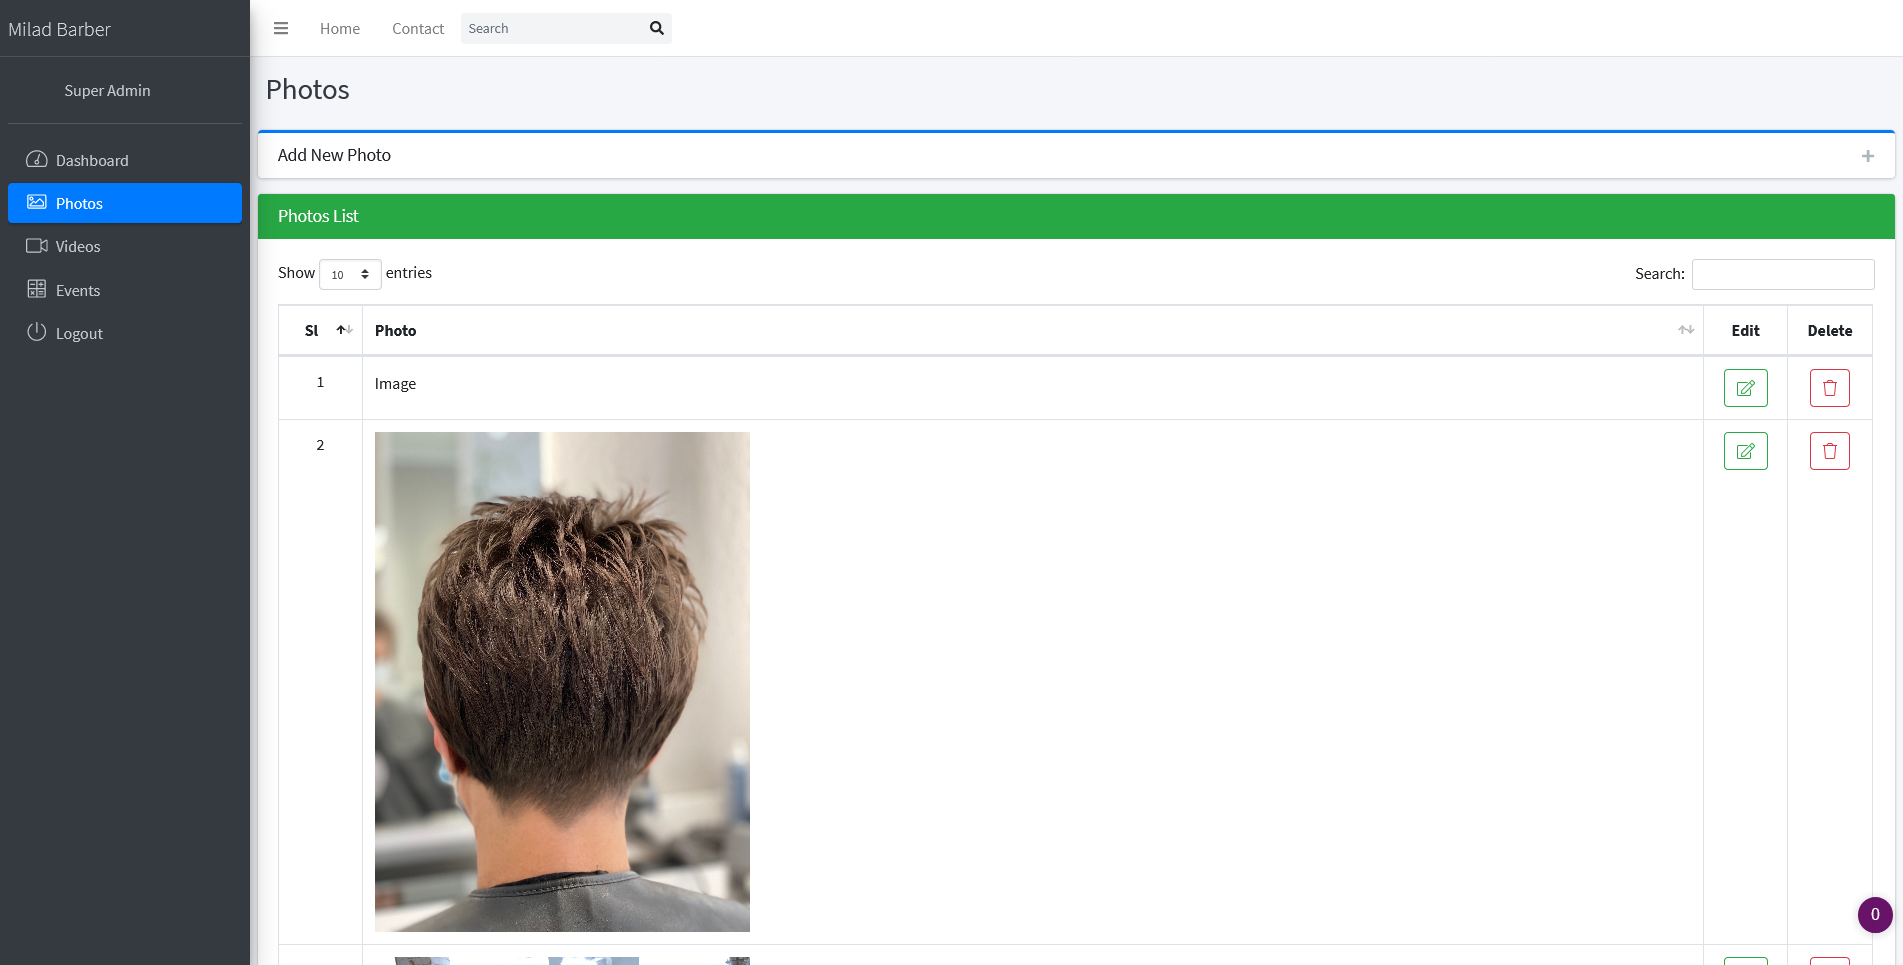 Milad Barber
Home Contact Search
Super Admin
Photos
Dashboard
Add New Photo
Photos
Photos List
Videos
Show 10 entries Search:
Events
Sl Photo Edit Delete
Logout
1 Image
2
0